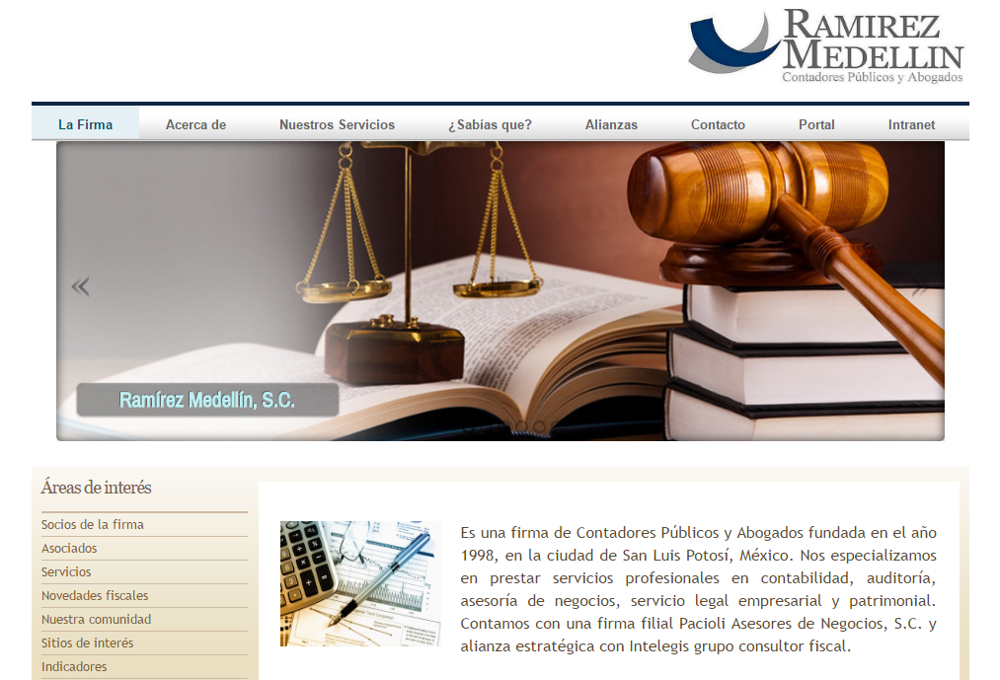 RAMIREZ
MEDELLIN
Contadores Públicos y Abogados
La Firma Acerca de Nuestros Servicios ¿Sabías que? Alianzas Contacto Portal Intranet
Ramírez Medellín, S.C.
Áreas de interés
Socios de la firma
Asociados
Servicios
Novedades fiscales
Nuestra comunidad
Sitios de interés
Indicadores
Es una firma de Contadores Públicos y Abogados fundada en el año
1998, en la ciudad de San Luis Potosí, México. Nos especializamos
en prestar servicios profesionales en contabilidad, auditoría,
asesoría de negocios, servicio legal empresarial y patrimonial.
Contamos con una firma filial Pacioli Asesores de Negocios, S.C. y
alianza estratégica con Intelegis grupo consultor fiscal.